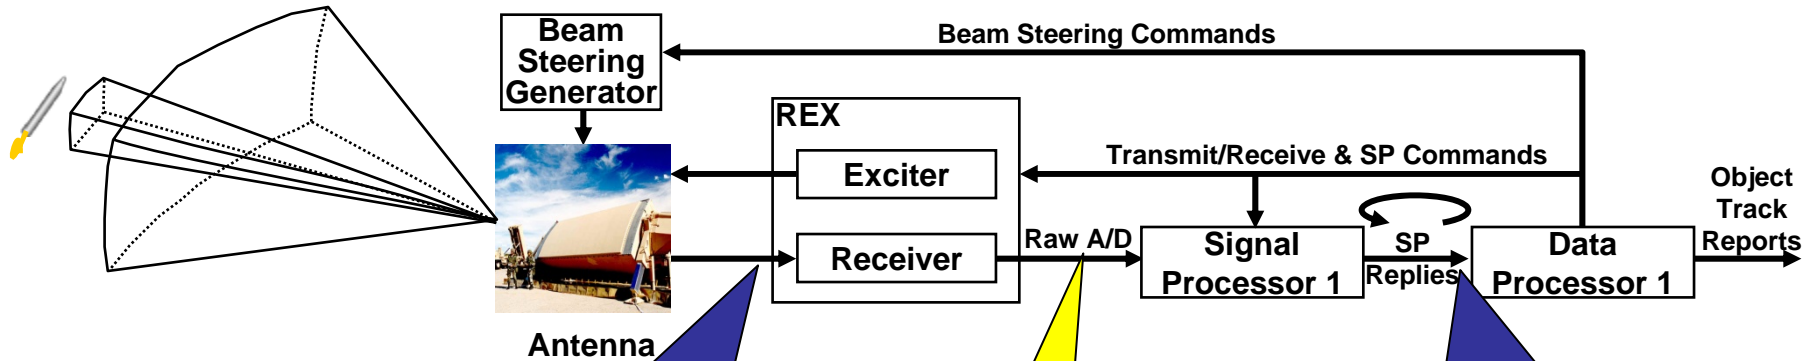 Beam
Steering
Generator
Beam Steering Commands
REX
Exciter
Transmit/Receive & SP Commands
Object
Track
Reports
Receiver
Raw A/D
Signal
Processor 1
SP
Replies
Data
Processor 1
Antenna